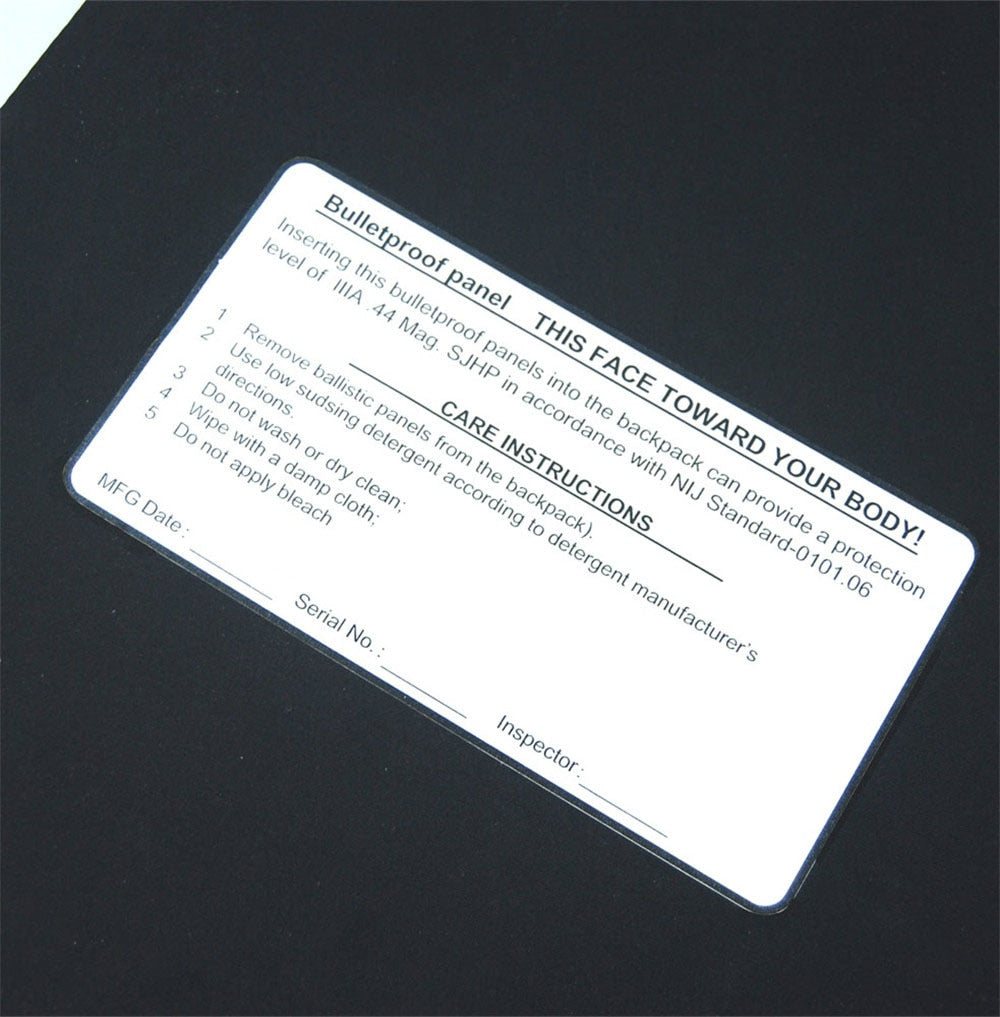 Bulletproof panel THIS FACE TOWARD YOUR BODY!
Inserting this bulletproof panels into the backpack can provide a protection
level of IIIA .44 Mag. SJHP in accordance with NIJ Standard-0101.06
CARE INSTRUCTIONS
1 Remove ballistic panels from the backpack).
2 Use low sudsing detergent according to detergent manufacturer's
directions.
3 Do not wash or dry clean;
4 Wipe with a damp cloth;
5 Do not apply bleach
MFG Date: Serial No.: Inspector: